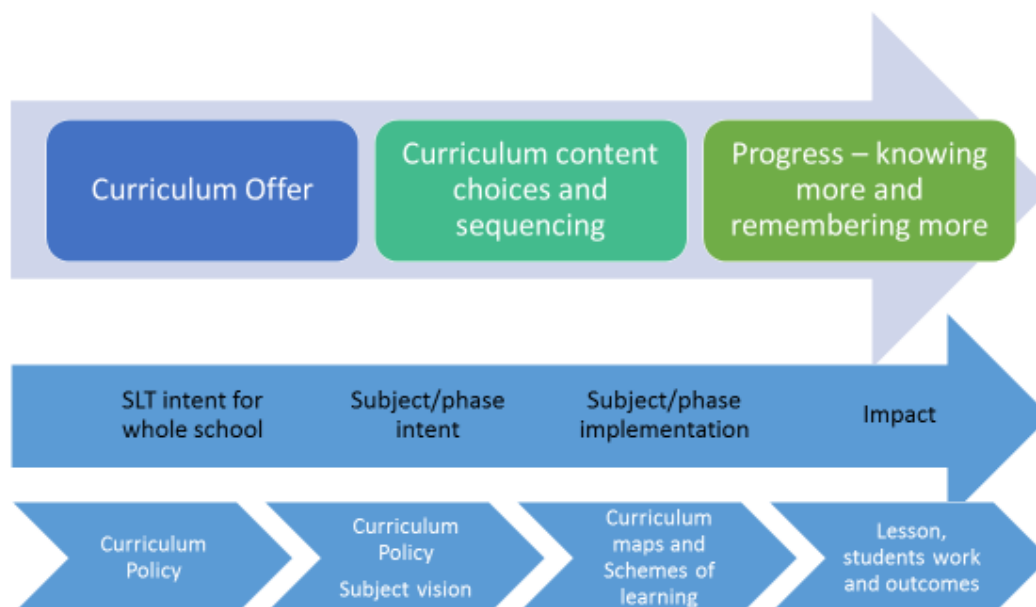 Curriculum Offer
Curriculum content
choices and
sequencing
Progress – knowing
more and
remembering more
SLT intent for
whole school
Subject/phase
intent
Subject/phase
implementation
Impact
Curriculum
Policy
Curriculum
Policy
Subject vision
Curriculum
maps and
Schemes of
learning
Lesson,
students work
and outcomes